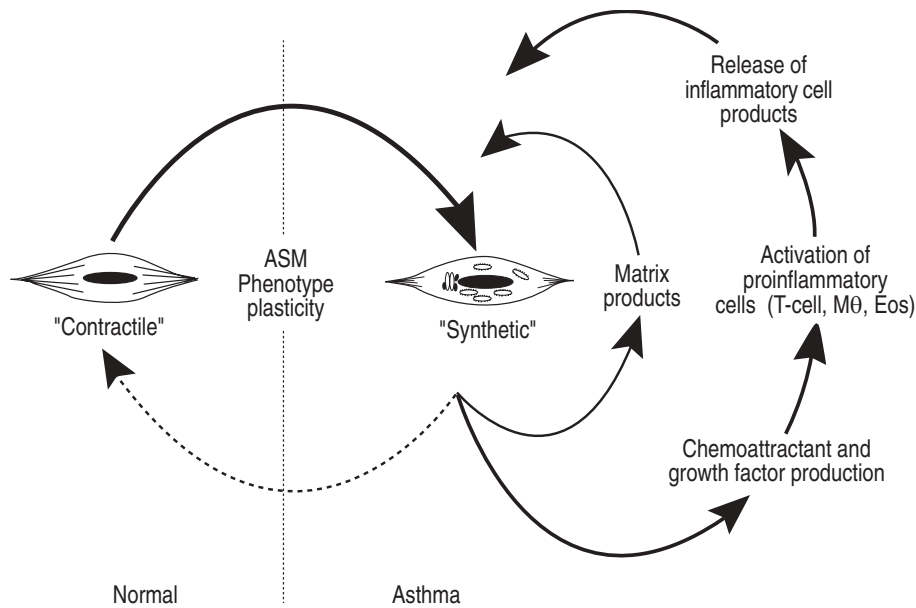 Release of
inflammatory cell
products
ASM
Phenotype
plasticity
"Contractile"
"Synthetic"
Matrix
products
Activation of
proinflammatory
cells (T-cell, Mθ, Eos)
Chemoattractant and
growth factor production
Normal
Asthma